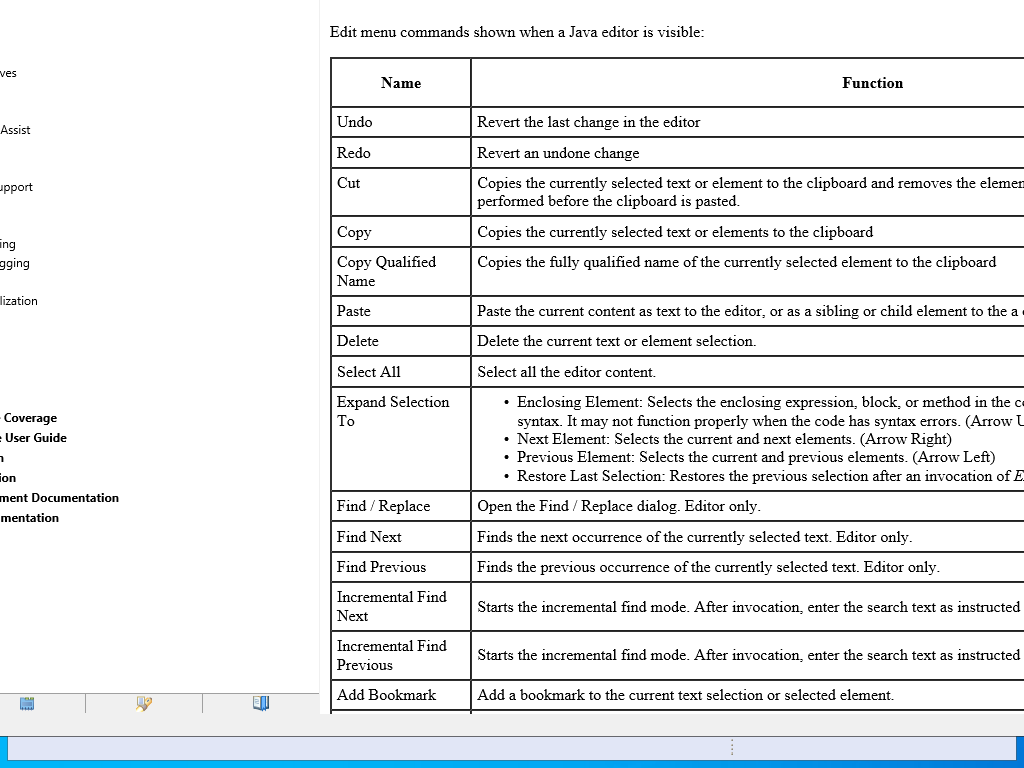 ves
Assist
upport
ing
gging
lization
Coverage
User Guide
n
ion
ment Documentation
mentation
Edit menu commands shown when a Java editor is visible:
Name Function
Undo Revert the last change in the editor
Redo Revert an undone change
Cut Copies the currently selected text or element to the clipboard and removes the elemen
performed before the clipboard is pasted.
Copy Copies the currently selected text or elements to the clipboard
Copy Qualified Copies the fully qualified name of the currently selected element to the clipboard
Name
Paste Paste the current content as text to the editor, or as a sibling or child element to the a
Delete Delete the current text or element selection.
Select All Select all the editor content.
Expand Selection • Enclosing Element: Selects the enclosing expression, block, or method in the c
To syntax. It may not function properly when the code has syntax errors. (Arrow U
• Next Element: Selects the current and next elements. (Arrow Right)
• Previous Element: Selects the current and previous elements. (Arrow Left)
• Restore Last Selection: Restores the previous selection after an invocation of E
Find / Replace Open the Find / Replace dialog. Editor only.
Find Next Finds the next occurrence of the currently selected text. Editor only.
Find Previous Finds the previous occurrence of the currently selected text. Editor only.
Incremental Find Starts the incremental find mode. After invocation, enter the search text as instructed
Next
Incremental Find Starts the incremental find mode. After invocation, enter the search text as instructed
Previous
Add Bookmark Add a bookmark to the current text selection or selected element.